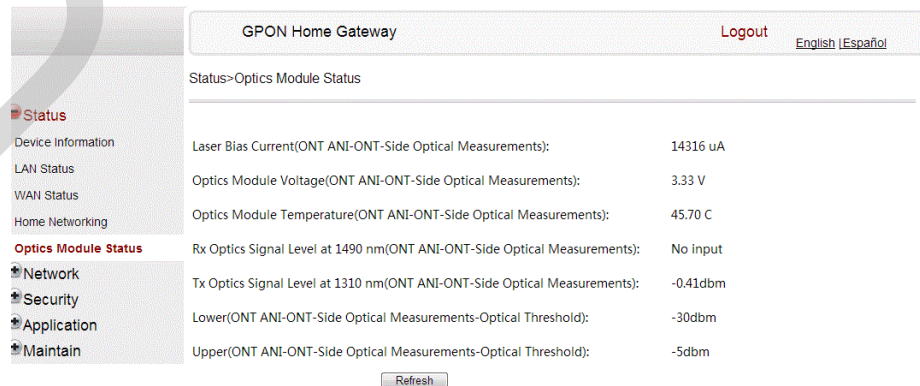 GPON Home Gateway
Logout
English | Español
Status>Optics Module Status
Status
Device Information
LAN Status
WAN Status
Home Networking
Optics Module Status
Network
Security
Application
Maintain
Laser Bias Current(ONT ANI-ONT-Side Optical Measurements): 14316 uA
Optics Module Voltage(ONT ANI-ONT-Side Optical Measurements): 3.33 V
Optics Module Temperature(ONT ANI-ONT-Side Optical Measurements): 45.70 C
Rx Optics Signal Level at 1490 nm(ONT ANI-ONT-Side Optical Measurements): No input
Tx Optics Signal Level at 1310 nm(ONT ANI-ONT-Side Optical Measurements): -0.41dbm
Lower(ONT ANI-ONT-Side Optical Measurements-Optical Threshold): -30dbm
Upper(ONT ANI-ONT-Side Optical Measurements-Optical Threshold): -5dbm
Refresh